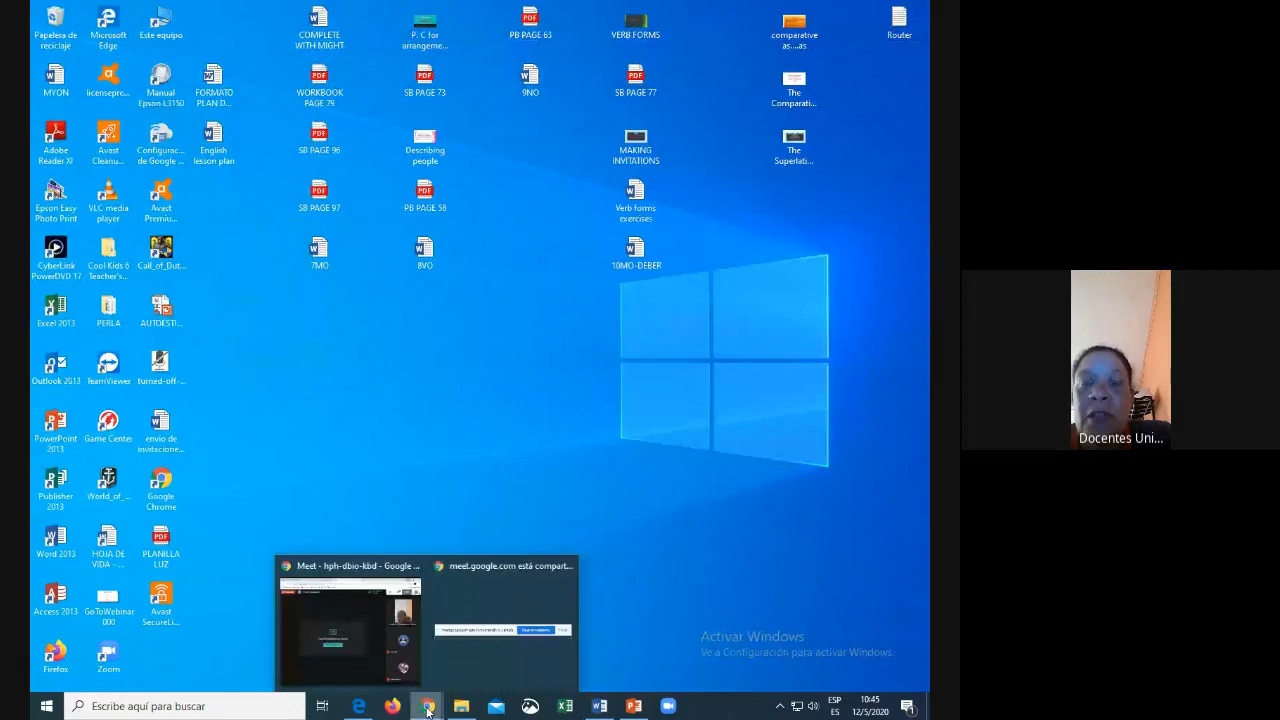 Papelera de
reciclaje
Microsoft
Edge
Este equipo
COMPLETE
WITH MIGHT
P. C for
arrangeme...
PB PAGE 63
VERB FORMS
comparative
as....as
Router
MYON
licensepre...
Manual
Epson L3150
FORMATO
PLAN D...
WORKBOOK
PAGE 79
SB PAGE 73
9NO
SB PAGE 77
The
Comparati...
Adobe
Reader XI
Avast
Cleanu...
Configurac...
de Google ...
English
lesson plan
SB PAGE 96
Describing
people
MAKING
INVITATIONS
The
Superlati...
Epson Easy
Photo Print
VLC media
player
Avast
Premiu...
SB PAGE 97
PB PAGE 58
Verb forms
exercises
CyberLink
PowerDVD 17
Cool Kids 6
Teacher's...
Call_of_Dut...
7MO
8VO
10MO-DEBER
Excel 2013
PERLA
AUTOESTI...
Outlook 2013
TeamViewer
turned-off-...
PowerPoint
2013
Game Center
envio de
invitacione...
Publisher
2013
World_of_...
Google
Chrome
Word 2013
HOJA DE
VIDA - ...
PLANILLA
LUZ
Access 2013
GoToWebinar
000
Avast
SecureLi...
Firefox
Zoom
Meet - hph-dbio-kbd - Google ...
meet.google.com está compart...
Activar Windows
Ve a Configuración para activar Windows.
Docentes Uni...
Escribe aquí para buscar
ESP
ES
10:45
12/5/2020
1